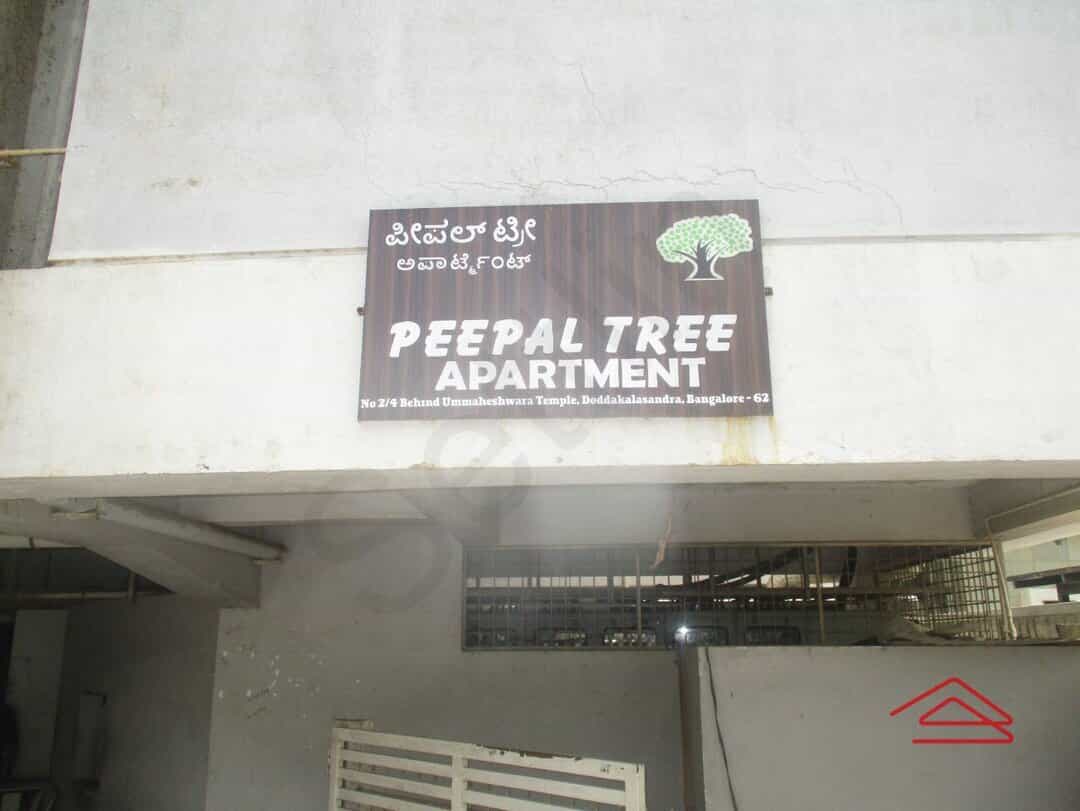 ಪೀಪಲ್ ಟ್ರೀ
ಅಪಾರ್ಟ್ಮೆಂಟ್
PEEPAL TREE
APARTMENT
No 2/4 Behind Ummaheshwara Temple, Doddakalasandra, Bangalore - 62